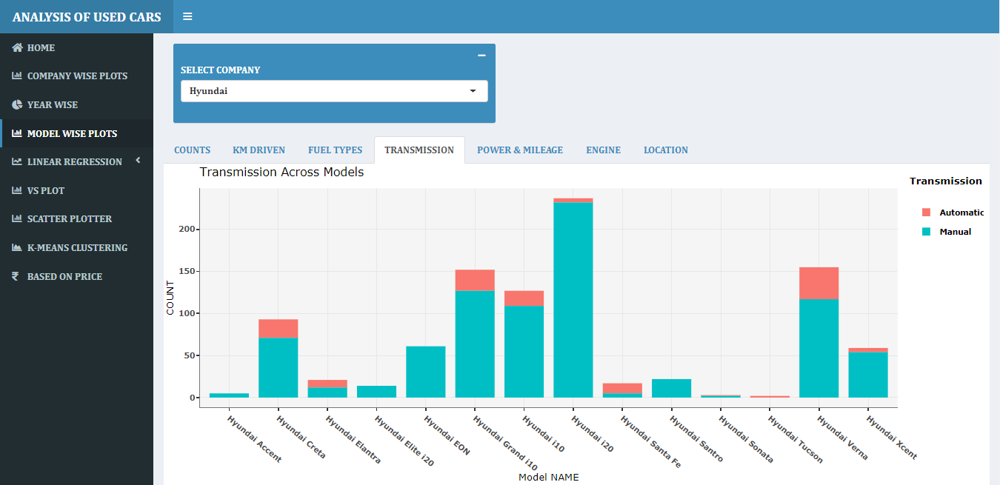 ANALYSIS OF USED CARS
HOME
COMPANY WISE PLOTS
YEAR WISE
MODEL WISE PLOTS
LINEAR REGRESSION
VS PLOT
SCATTER PLOTTER
K-MEANS CLUSTERING
BASED ON PRICE
SELECT COMPANY
Hyundai
COUNTS KM DRIVEN FUEL TYPES TRANSMISSION POWER & MILEAGE ENGINE LOCATION
Transmission Across Models
Transmission
Automatic
Manual
COUNT
200
150
100
50
0
Hyundai Accent
Hyundai Creta
Hyundai Elantra
Hyundai Elite i20
Hyundai EON
Hyundai Grand i10
Hyundai i10
Hyundai i20
Hyundai Santa Fe
Hyundai Santro
Hyundai Sonata
Hyundai Tucson
Hyundai Verna
Hyundai Xcent
Model NAME